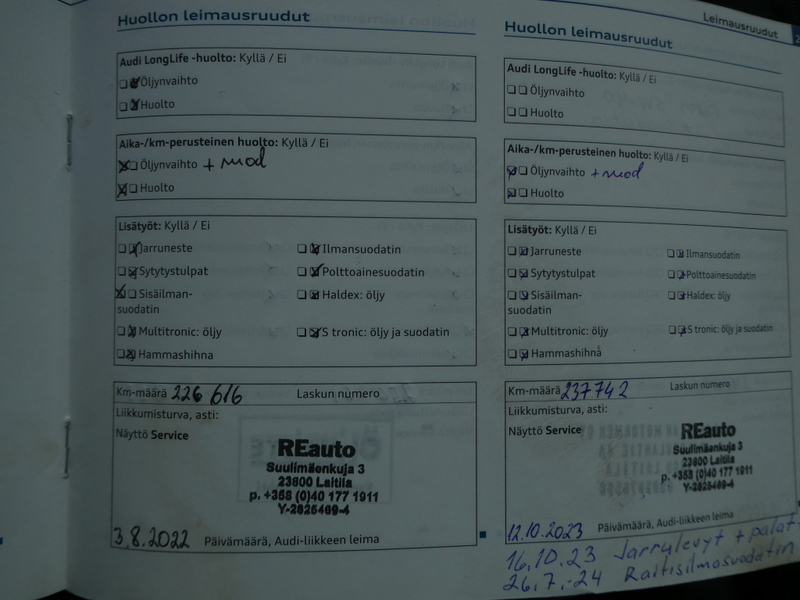 Huollon leimausruudut
Audi LongLife -huolto: Kyllä / Ei
Öljynvaihto
Huolto
Aika-/km-perusteinen huolto: Kyllä / Ei
Öljynvaihto + suod
Huolto
Lisätyöt: Kyllä / Ei
Jarruneste
Ilmansuodatin
Sytytystulpat
Polttoainesuodatin
Sisäilman-
suodatin
Haldex: öljy
Multitronic: öljy
S tronic: öljy ja suodatin
Hammashihna
Km-määrä 226 616
Laskun numero
Liikkumisturva, asti:
Näyttö Service
REauto
Suulimäenkuja 3
23800 Laitila
p. +358 (0)40 177 1911
Y-2825469-4
3.8.2022 Päivämäärä, Audi-liikkeen leima
Leimausruudut
Huollon leimausruudut
Audi LongLife -huolto: Kyllä / Ei
Öljynvaihto
Huolto
Aika-/km-perusteinen huolto: Kyllä / Ei
Öljynvaihto + suod
Huolto
Lisätyöt: Kyllä / Ei
Jarruneste
Ilmansuodatin
Sytytystulpat
Polttoainesuodatin
Sisäilman-
suodatin
Haldex: öljy
Multitronic: öljy
S tronic: öljy ja suodatin
Hammashihna
Km-määrä 237742
Laskun numero
Liikkumisturva, asti:
Näyttö Service
REauto
Suulimäenkuja 3
23800 Laitila
p. +358 (0)40 177 1911
Y-2825469-4
12.10.2023 Päivämäärä, Audi-liikkeen leima
16.10.23 Jarrulevyt + palat
26.7.-24 Raitisilmasuodatin